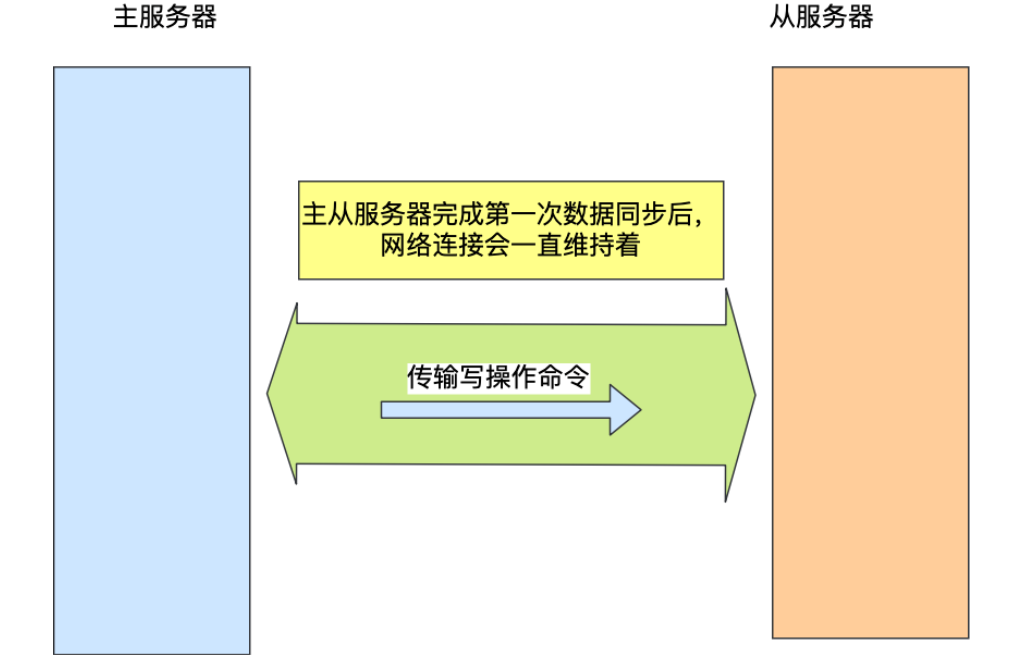 主服务器
从服务器
主从服务器完成第一次数据同步后，
网络连接会一直维持着
传输写操作命令